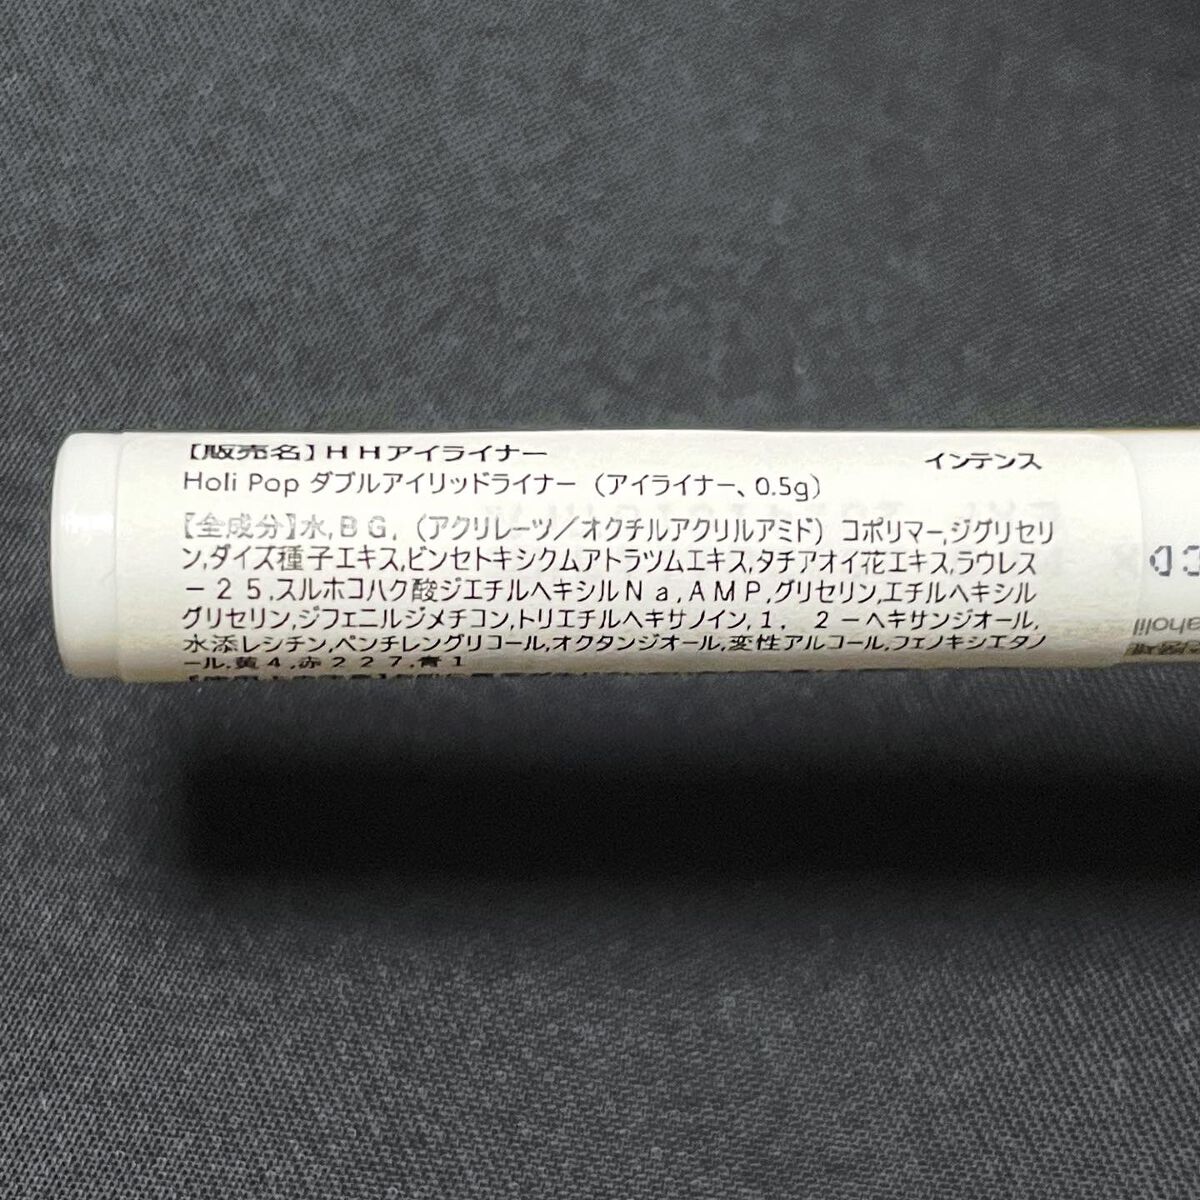 【販売名】HHアイライナー インテンス
Holi Pop ダブルアイリッドライナー（アイライナー、0.5g）
【全成分】水,BG,（アクリレーツ／オクチルアクリルアミド）コポリマー,ジグリセリ
ン,ダイズ種子エキス,ビンセトキシクムアトラツムエキス,タチアオイ花エキス,ラウレス
－25,スルホコハク酸ジエチルヘキシルNa,AMP,グリセリン,エチルヘキシル
グリセリン,ジフェニルジメチコン,トリエチルヘキサノイン,1，2－ヘキサンジオール,
水添レシチン,ペンチレングリコール,オクタンジオール,変性アルコール,フェノキシエタノ
ール,黄4,赤227,青1
aholi